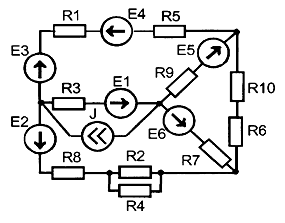 R1 E4 R5
E3 E5
R3 E1 R9 R10
J
E2 E6 R6
R8 R2 R7
R4